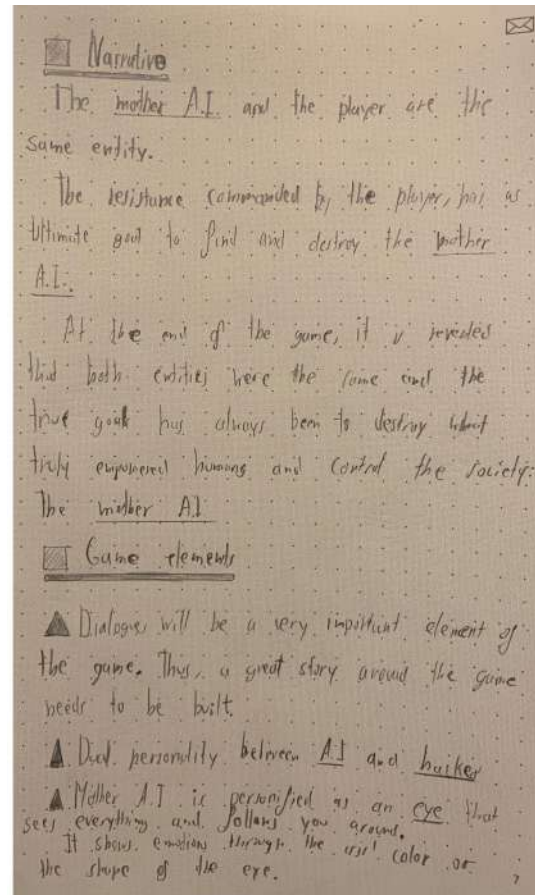 Narrative
The mother A.I. and the player are the
same entity.
The resistance commanded by the player, has as
ultimate goal to find and destroy the mother
A.I..
At the end of the game, it is revealed
that both entities were the same and the
true goal has always been to destroy what
truly empowered humans and control the society:
The mother A.I
Game elements
Dialogues will be a very important element of
the game. Thus, a great story around the game
needs to be built.
Dual personality between A.I and
Mother A.I is personified as an eye that
sees everything and follows you around.
It shows emotions through the color or
the shape of the eye.